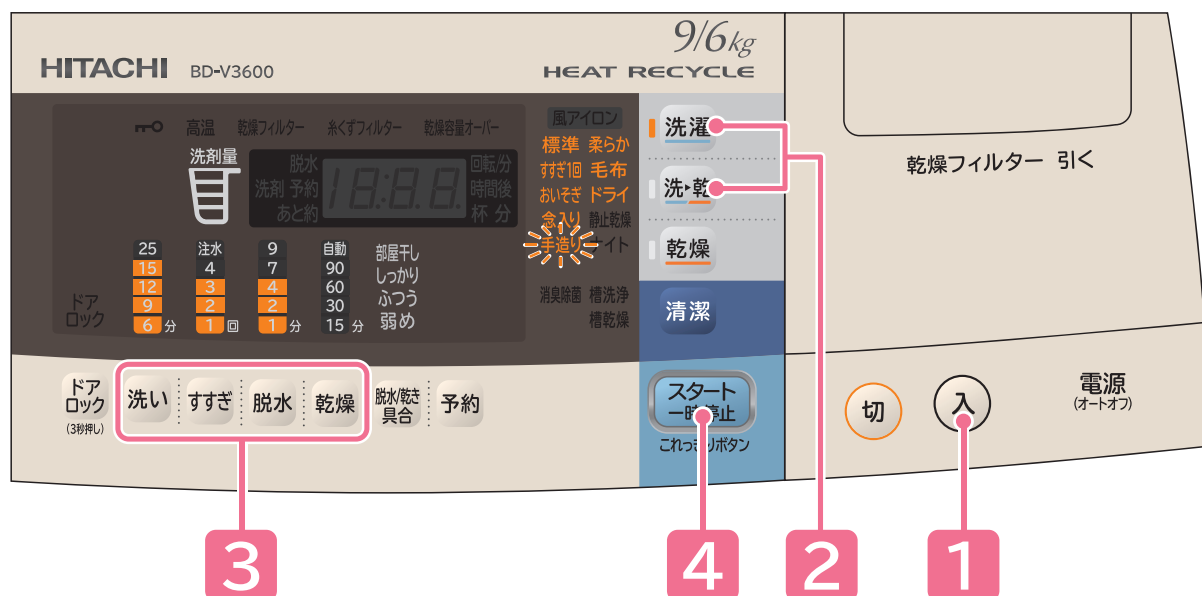 9/6kg
HITACHI BD-V3600
HEAT RECYCLE
高温 乾燥フィルター 糸くずフィルター 乾燥容量オーバー
洗剤量
脱水 回転/分
洗剤 予約 18:8.8. 時間後
あと約 杯 分
風アイロン
標準 柔らか
すすぎ1回 毛布
おいそぎ ドライ
念入り 静止乾燥
手造り ナイト
消臭除菌 槽洗浄
槽乾燥
25 注水 9 自動 部屋干し
15 4 7 90 しっかり
12 3 4 60 ふつう
9 2 2 30 弱め
6 分 1 回 1 分 15 分
ドア
ロック
洗濯
洗▸乾
乾燥
清潔
乾燥フィルター 引く
ドア
ロック
(3秒押し)
洗い すすぎ 脱水 乾燥
脱水/乾き
具合
予約
スタート
一時停止
これっきりボタン
切 入
電源
(オートオフ)
3 4 2 1